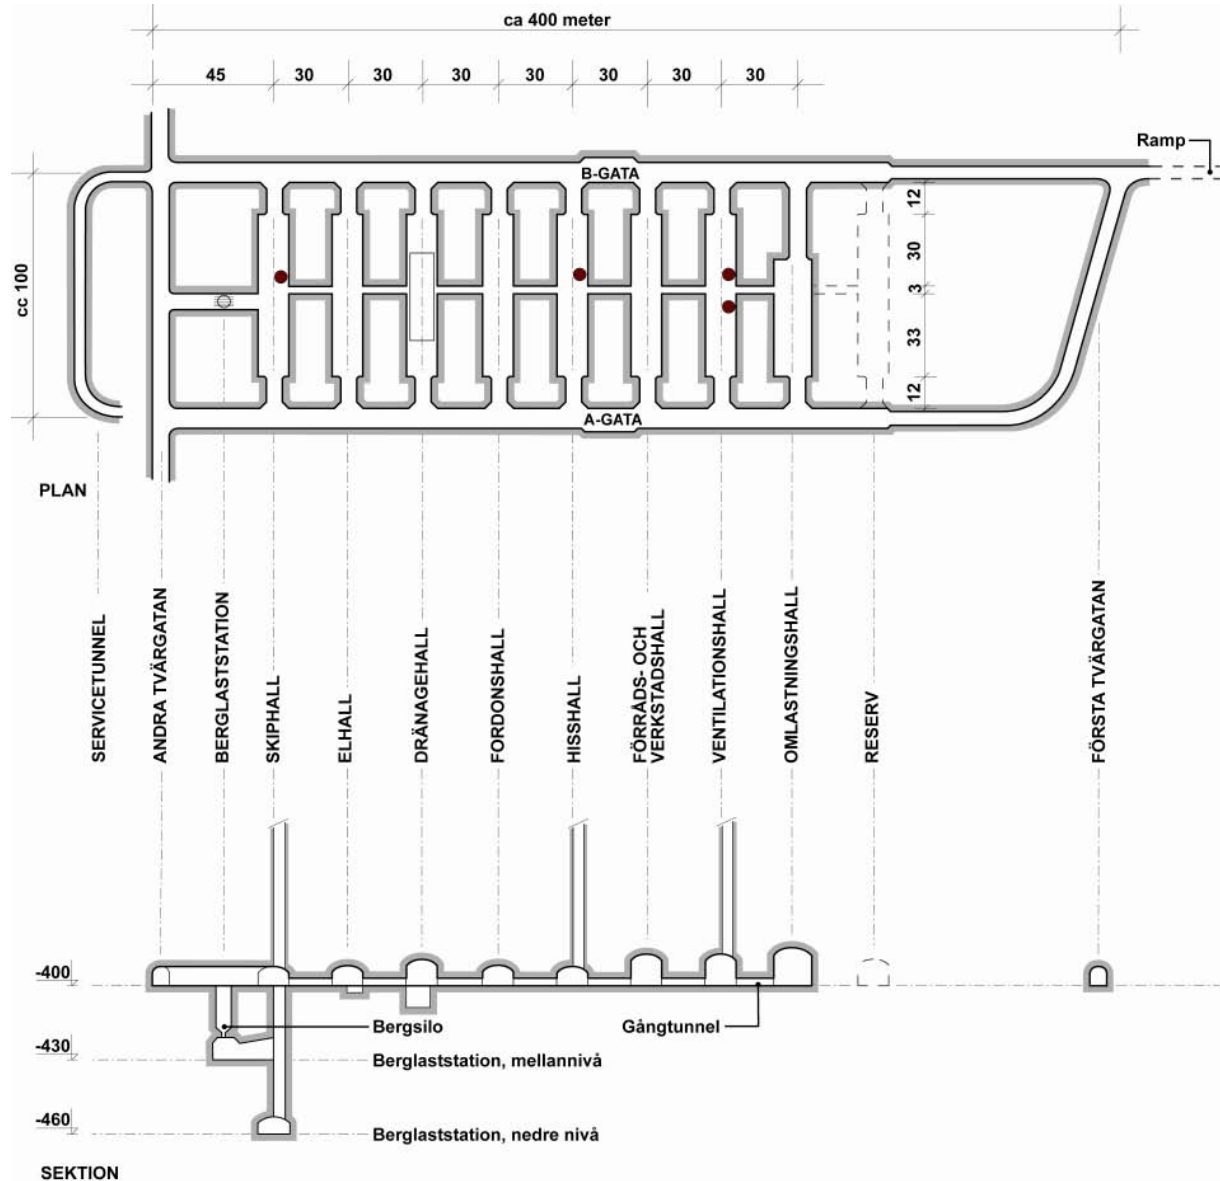 ca 400 meter
45 30 30 30 30 30 30 30
Ramp
B-GATA
12
30
3
33
12
cc 100
A-GATA
PLAN
SERVICETUNNEL
ANDRA TVÄRGATAN
BERGLASTSTATION
SKIPHALL
ELHALL
DRÄNAGEHALL
FORDONSHALL
HISSHALL
FÖRRÅDS- OCH
VERKSTADSHALL
VENTILATIONSHALL
OMLASTNINGSHALL
RESERV
FÖRSTA TVÄRGATAN
-400
Bergsilo
Gångtunnel
-430
Berglaststation, mellannivå
-460
Berglaststation, nedre nivå
SEKTION